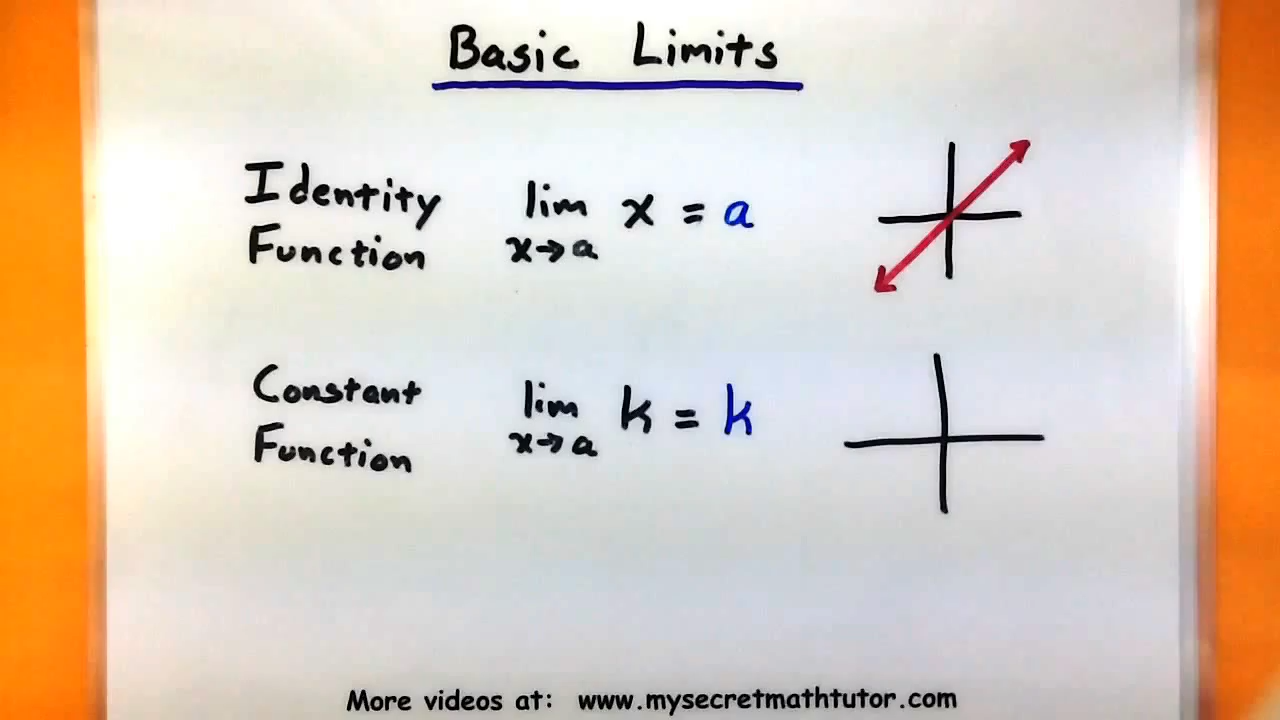 Basic Limits
Identity
Function
lim x = a
x→a
Constant
Function
lim k = k
x→a
More videos at: www.mysecretmathtutor.com